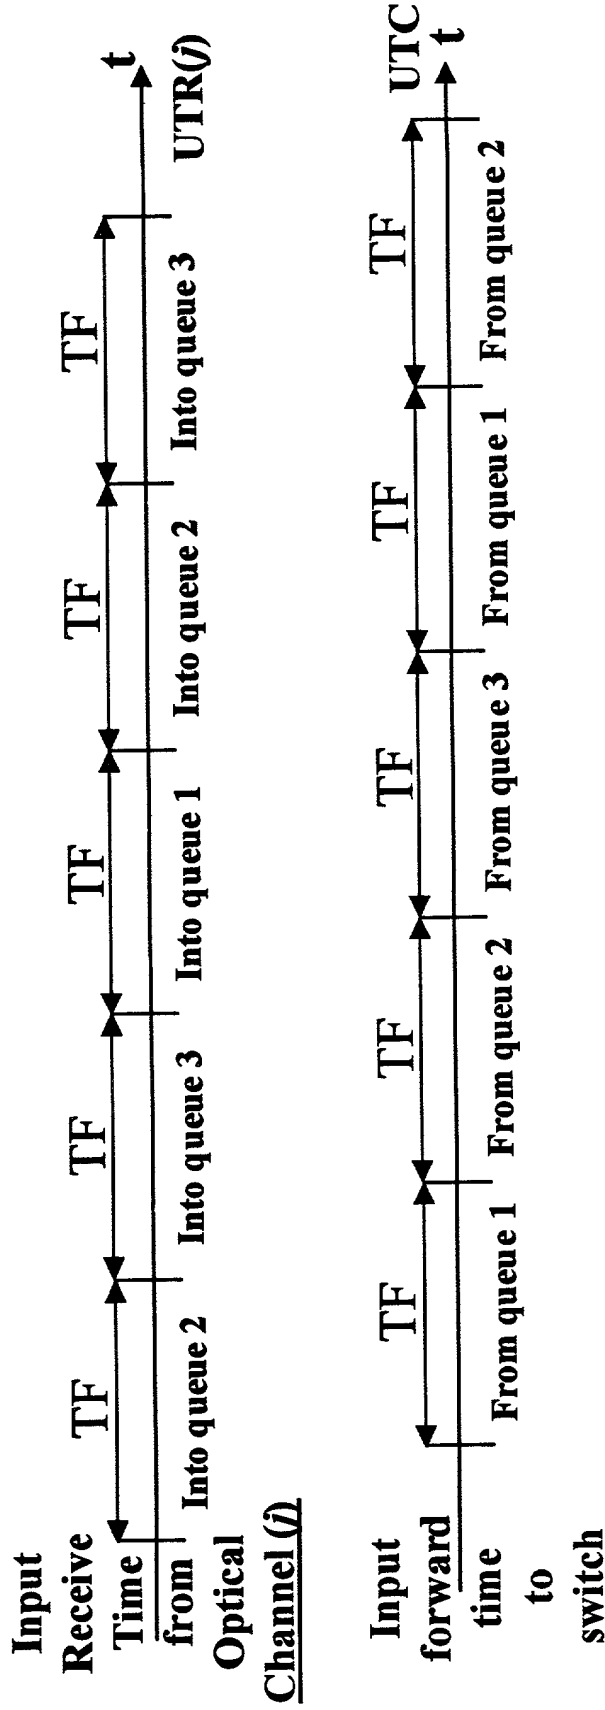 Input
Receive
Time
from
Optical
Channel (j)
TF TF TF TF TF
t
Into queue 2 Into queue 3 Into queue 1 Into queue 2 Into queue 3
UTR(j)
Input
forward
time
to
switch
TF TF TF TF TF
UTC
t
From queue 1 From queue 2 From queue 3 From queue 1 From queue 2